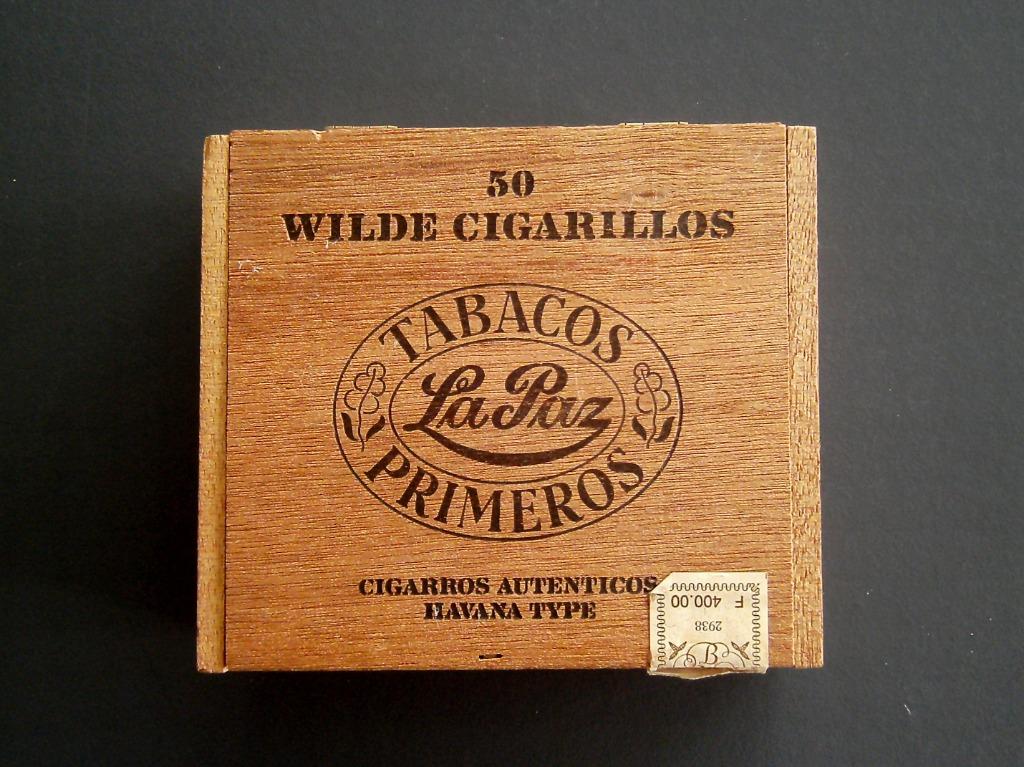 50
WILDE CIGARILLOS
TABACOS
La Paz
PRIMEROS
CIGARROS AUTENTICOS
HAVANA TYPE
F 400.00
2938
B